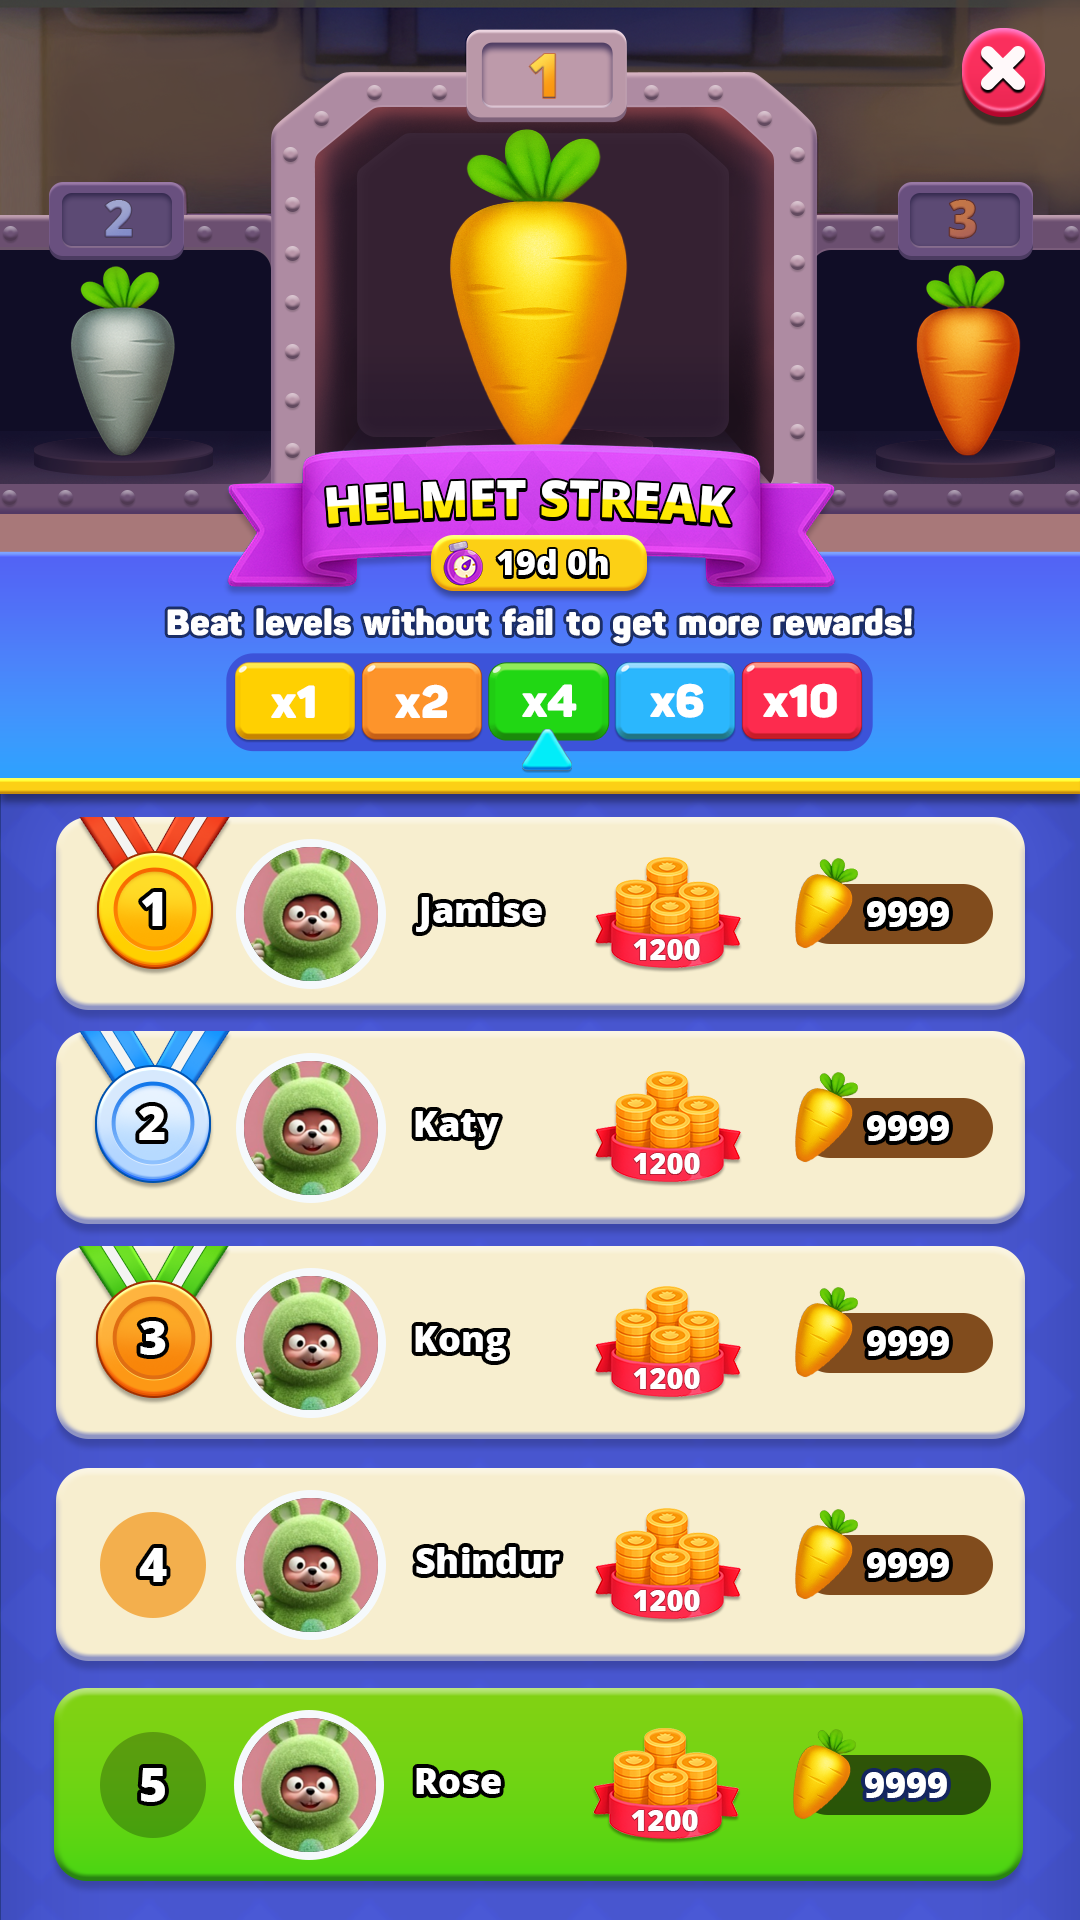 1
2
3
HELMET STREAK
19d 0h
Beat levels without fail to get more rewards!
x1 x2 x4 x6 x10
1 Jamise 1200 9999
2 Katy 1200 9999
3 Kong 1200 9999
4 Shindur 1200 9999
5 Rose 1200 9999